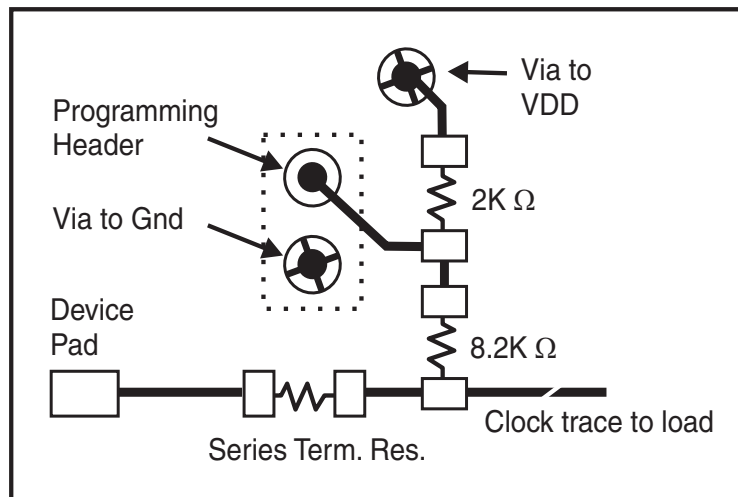 Via to
VDD
Programming
Header
2K Ω
Via to Gnd
Device
Pad
8.2K Ω
Clock trace to load
Series Term. Res.